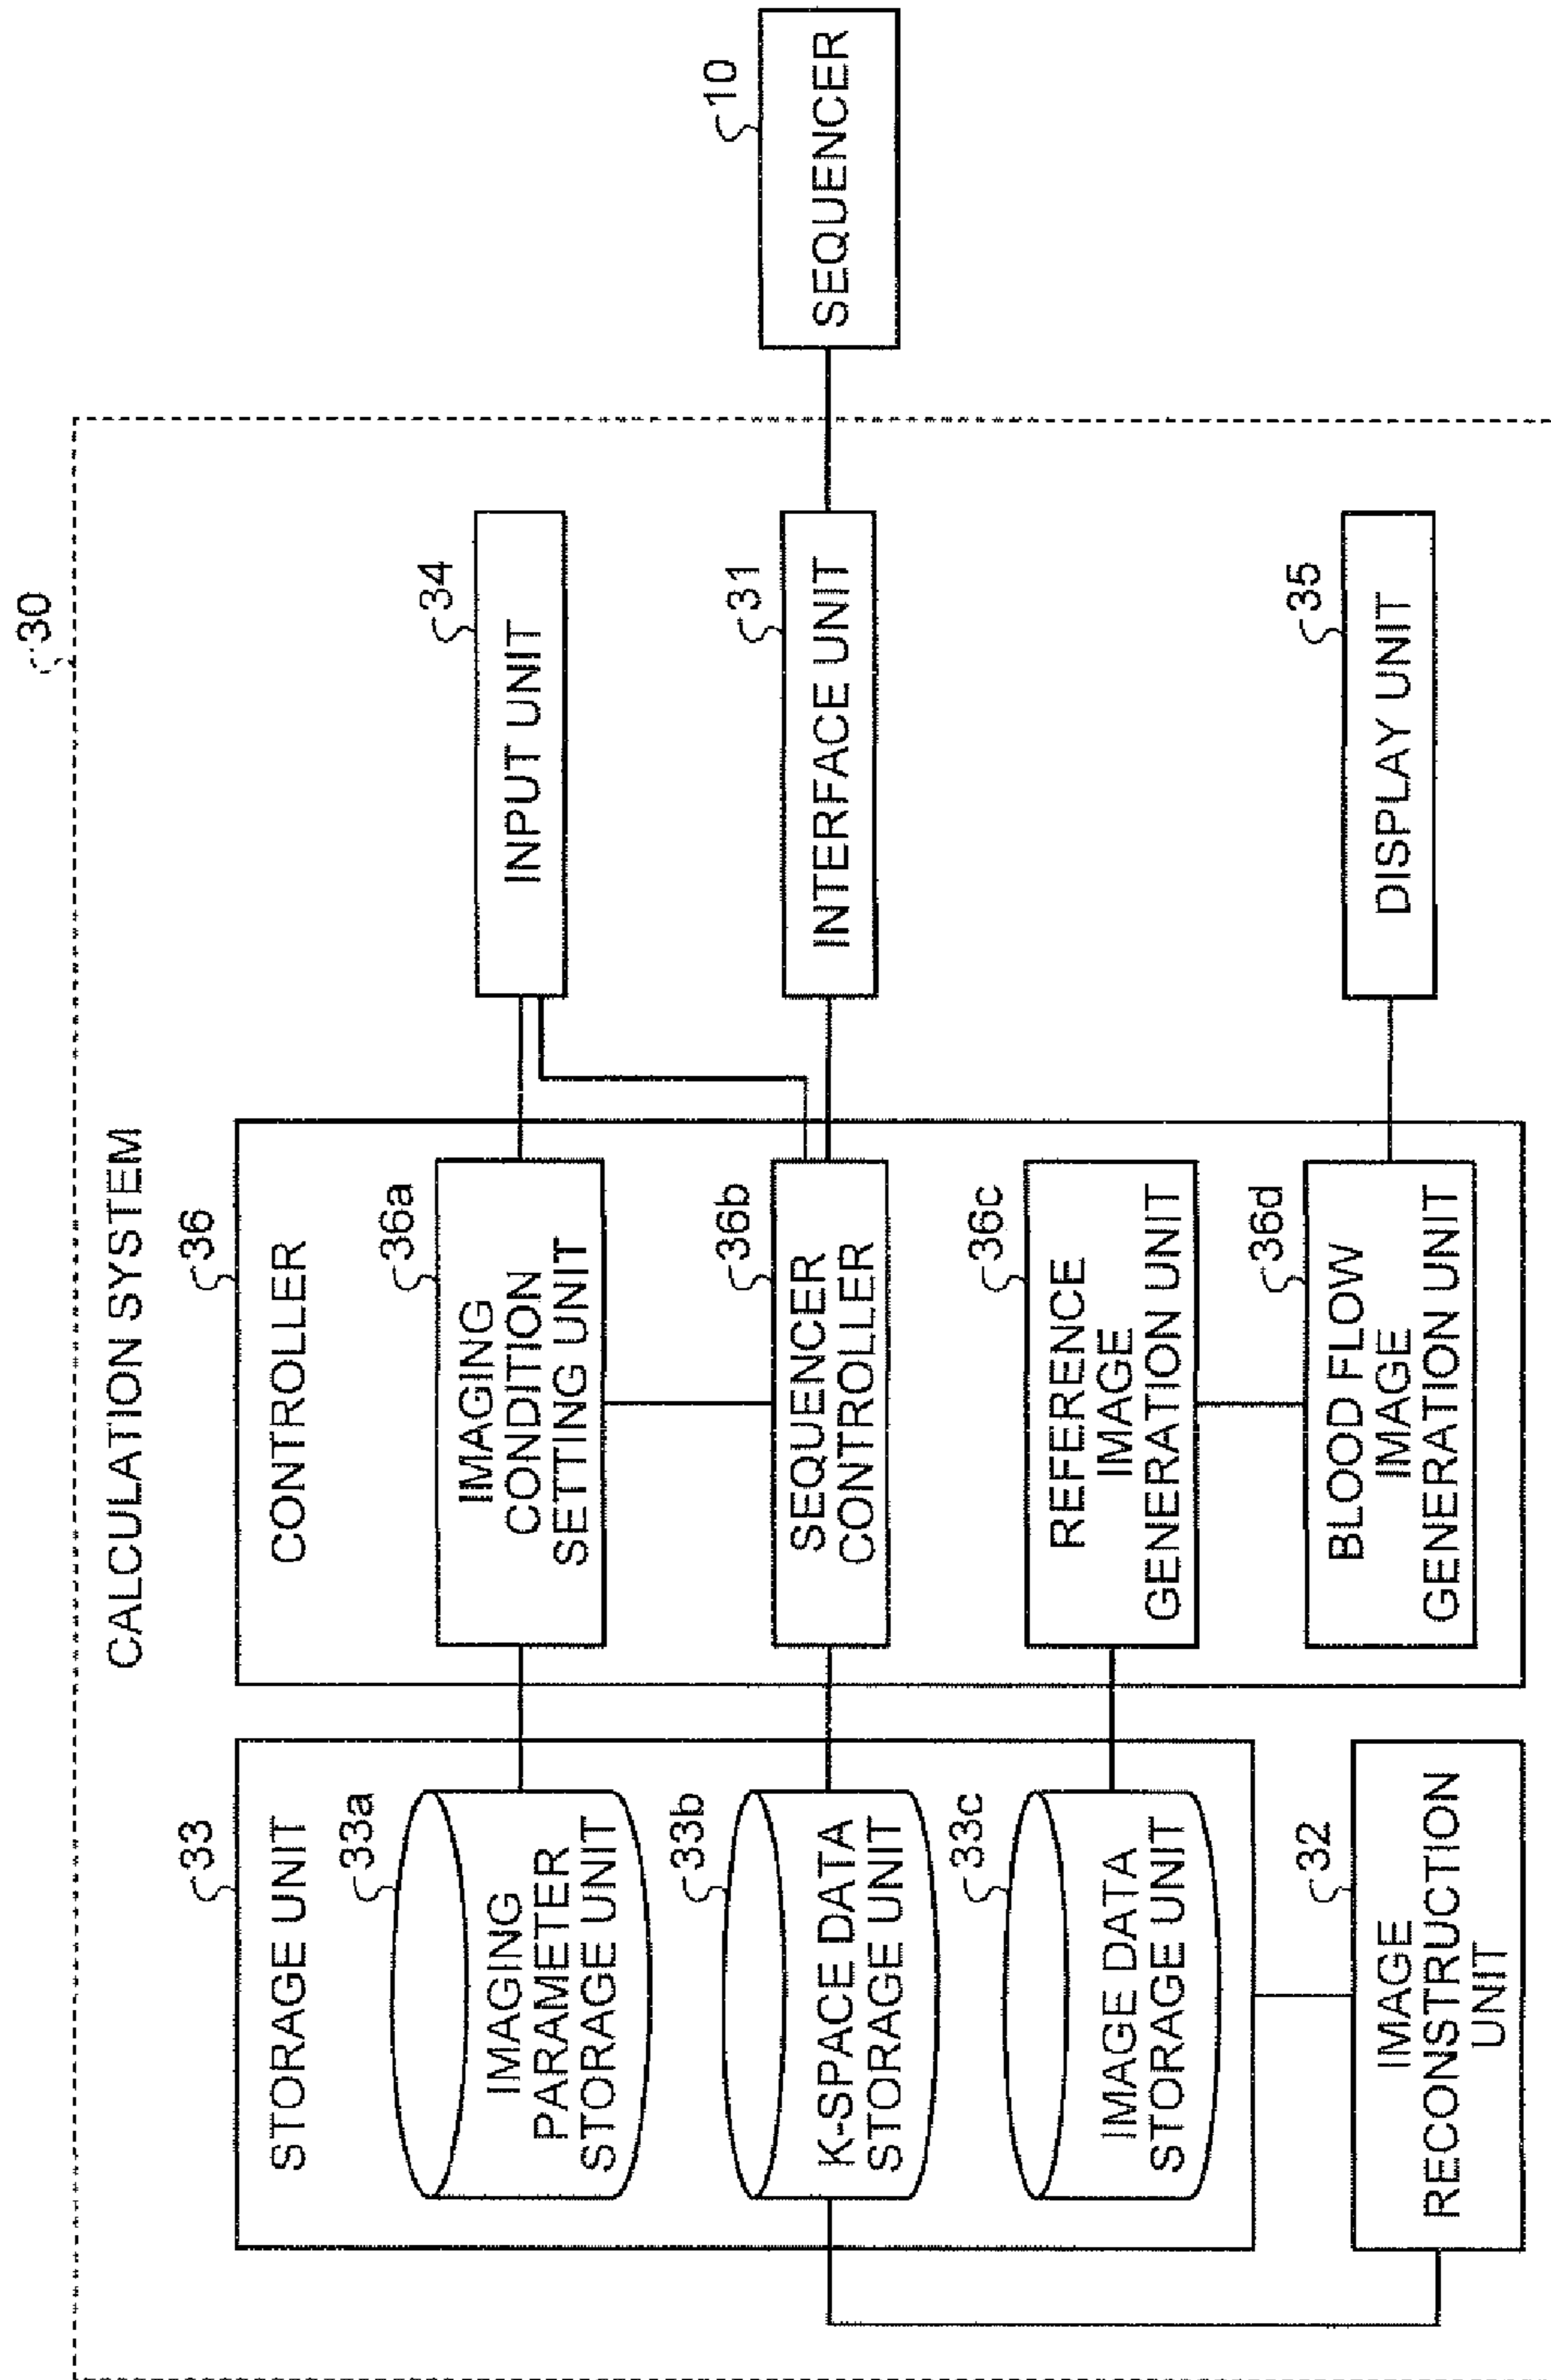 30
CALCULATION SYSTEM
33
STORAGE UNIT
33a
IMAGING
PARAMETER
STORAGE UNIT
33b
K-SPACE DATA
STORAGE UNIT
33c
IMAGE DATA
STORAGE UNIT
32
IMAGE
RECONSTRUCTION
UNIT
36
CONTROLLER
36a
IMAGING
CONDITION
SETTING UNIT
36b
SEQUENCER
CONTROLLER
36c
REFERENCE
IMAGE
GENERATION UNIT
36d
BLOOD FLOW
IMAGE
GENERATION UNIT
34
INPUT UNIT
31
INTERFACE UNIT
35
DISPLAY UNIT
10
SEQUENCER